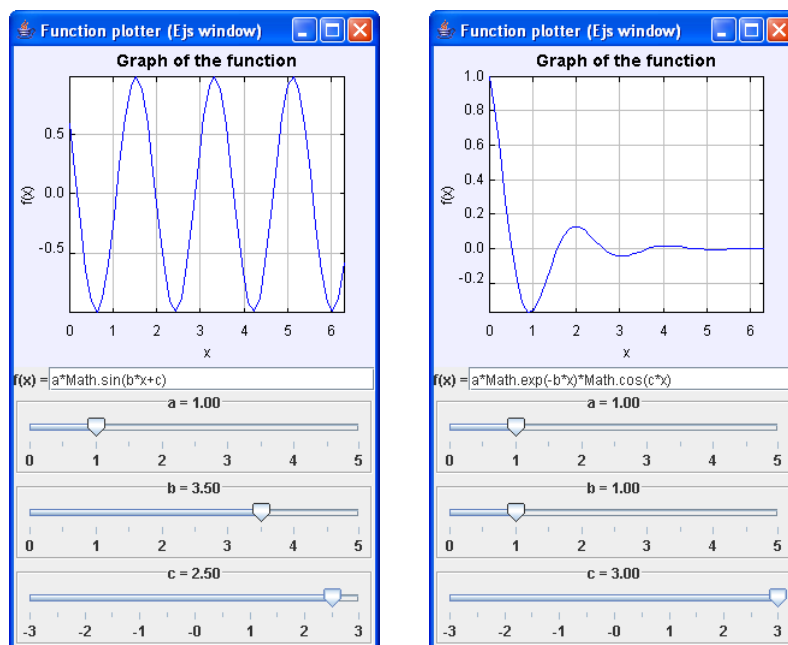 Function plotter (Ejs window)
Graph of the function
0.5
0.0
-0.5
f(x)
0 1 2 3 4 5 6
x
f(x) = a*Math.sin(b*x+c)
a = 1.00
0 1 2 3 4 5
b = 3.50
0 1 2 3 4 5
c = 2.50
-3 -2 -1 -0 1 2 3
Function plotter (Ejs window)
Graph of the function
1.0
0.8
0.6
0.4
0.2
0.0
-0.2
f(x)
0 1 2 3 4 5 6
x
f(x) = a*Math.exp(-b*x)*Math.cos(c*x)
a = 1.00
0 1 2 3 4 5
b = 1.00
0 1 2 3 4 5
c = 3.00
-3 -2 -1 -0 1 2 3